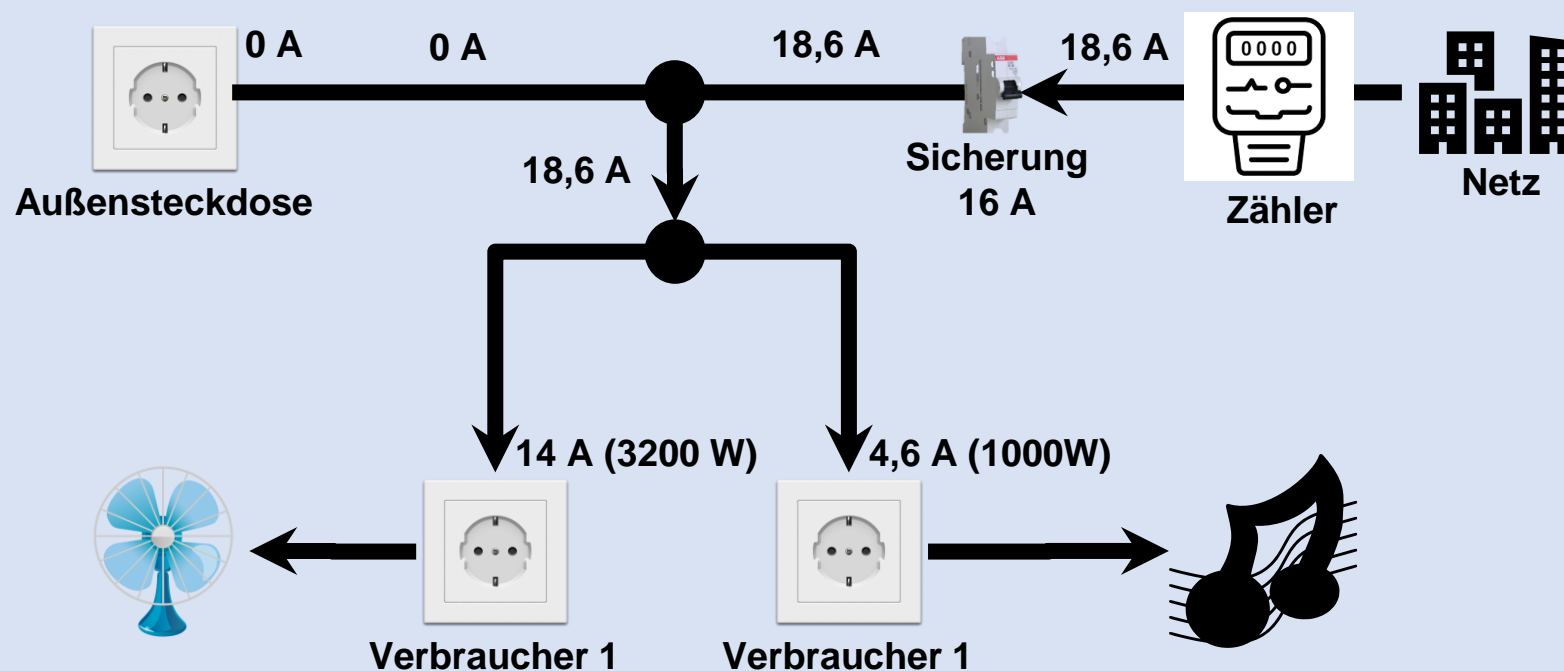 0 A
0 A
18,6 A
18,6 A
0000
Außensteckdose
18,6 A
Sicherung
16 A
Zähler
Netz
14 A (3200 W)
4,6 A (1000W)
Verbraucher 1
Verbraucher 1